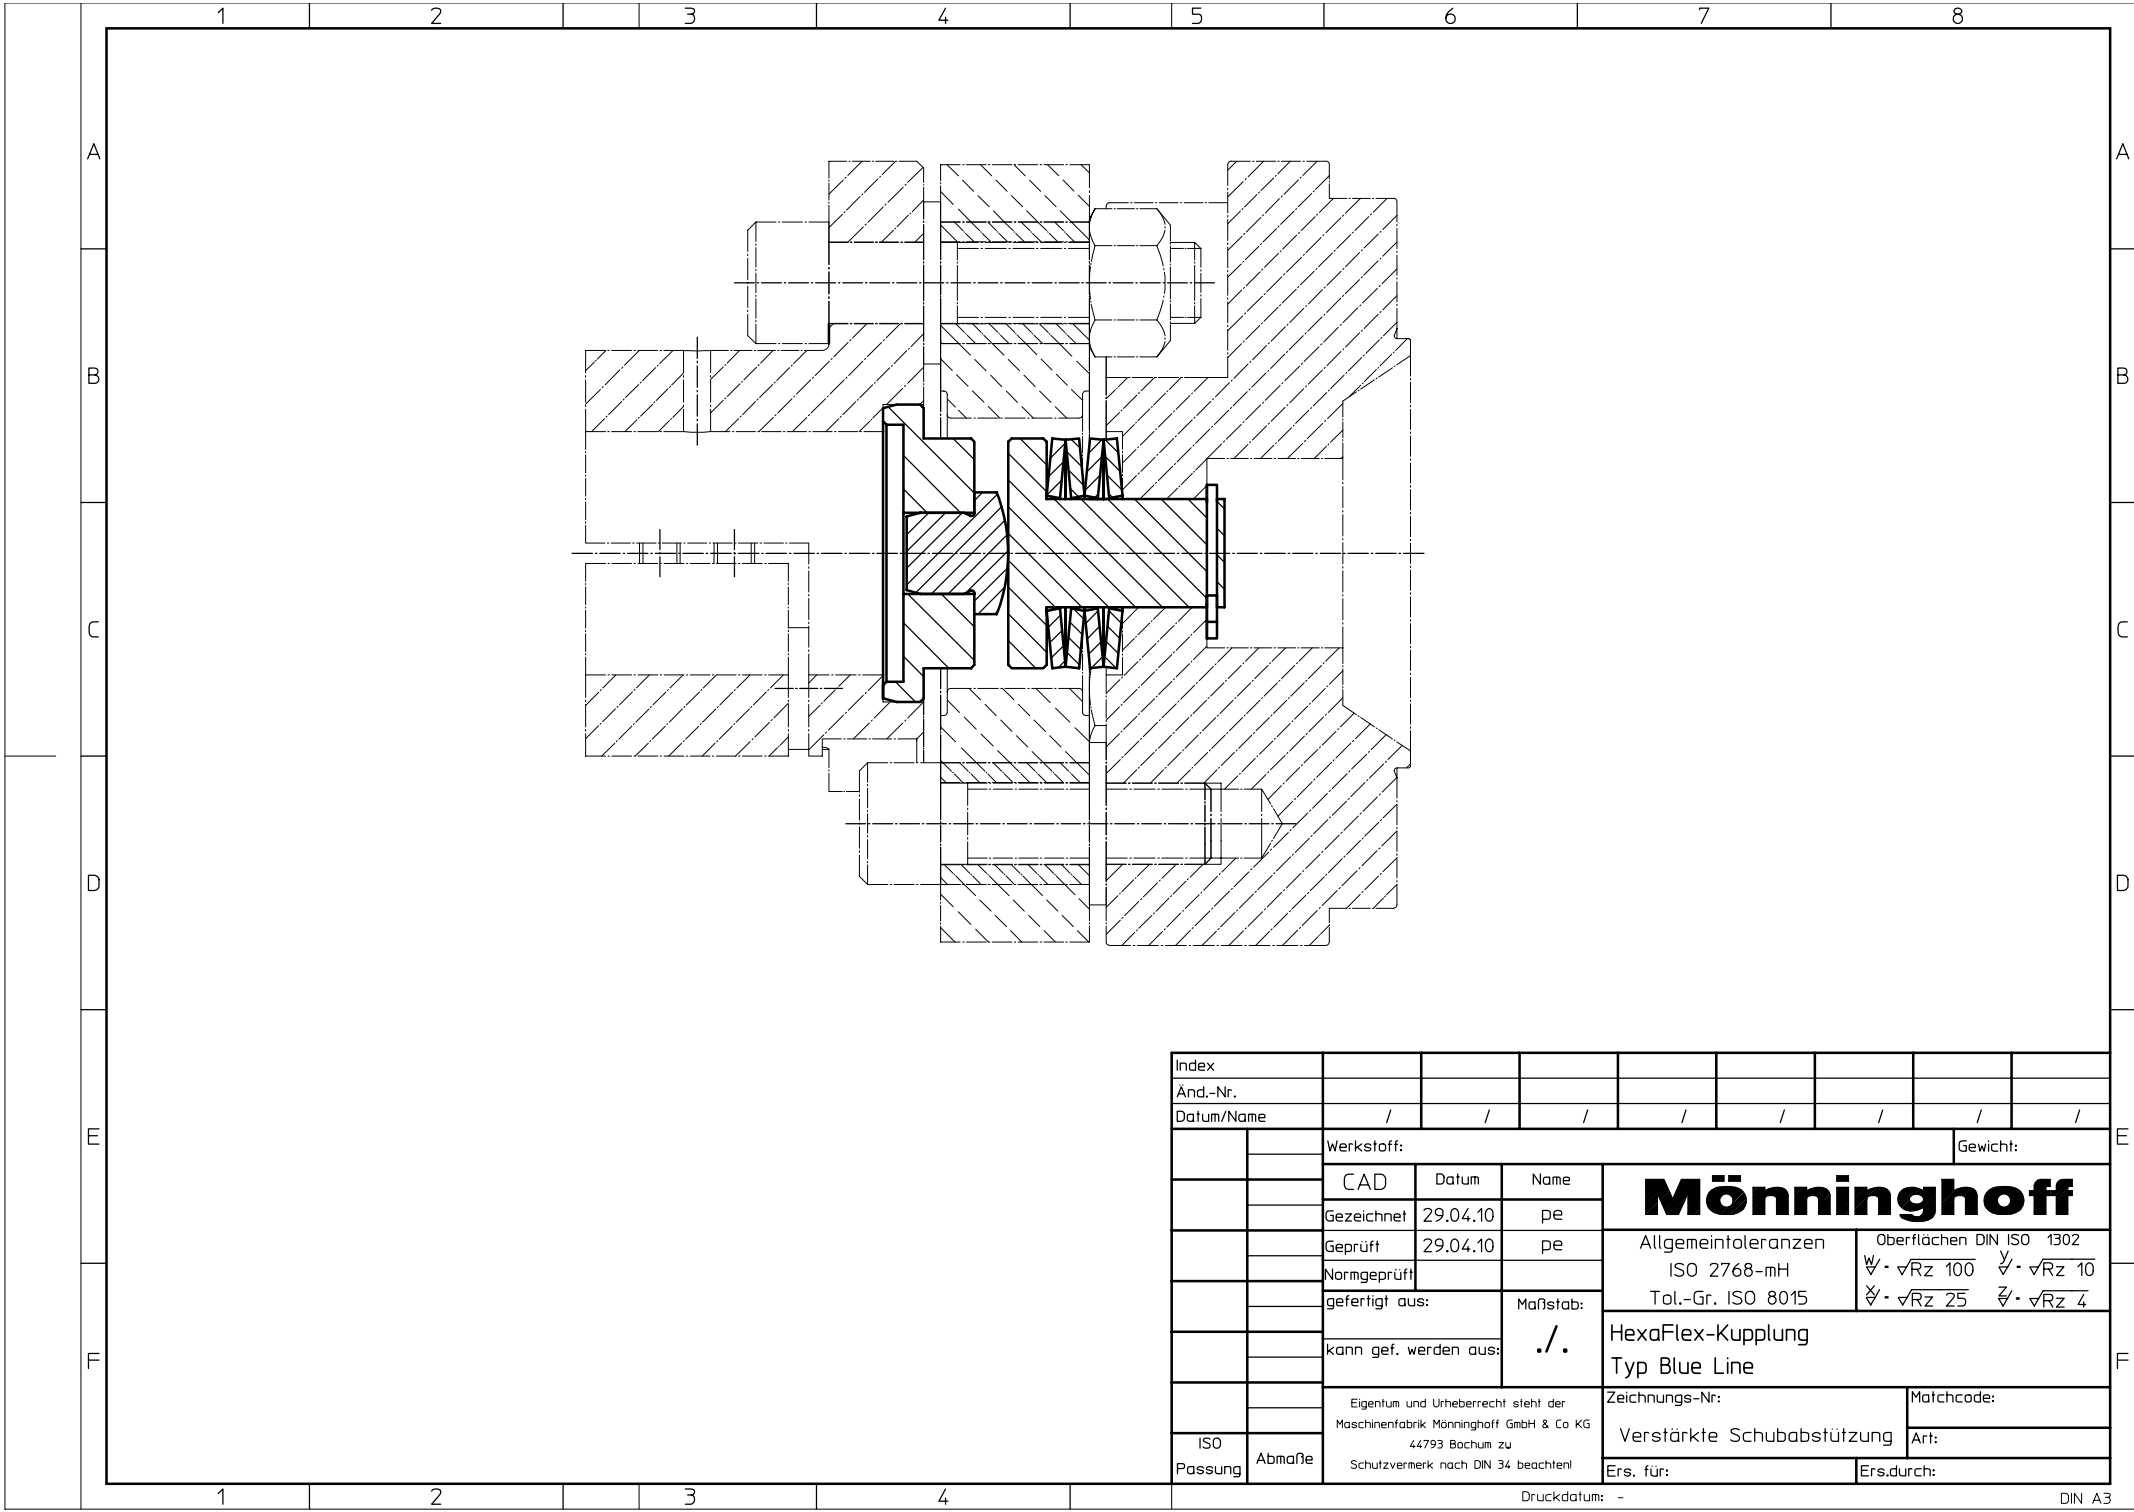 1 2 3 4 5 6 7 8
A A
B B
C C
D D
E E
F F
Index
Änd.-Nr.
Datum/Name / / / / / / / /
Werkstoff: Gewicht:
CAD Datum Name
Mönninghoff
Gezeichnet 29.04.10 pe
Geprüft 29.04.10 pe
Normgeprüft
Allgemeintoleranzen
ISO 2768-mH
Tol.-Gr. ISO 8015
Oberflächen DIN ISO 1302
W - √Rz 100 y - √Rz 10
X - √Rz 25 Z - √Rz 4
gefertigt aus:
kann gef. werden aus:
Maßstab:
./.
HexaFlex-Kupplung
Typ Blue Line
Eigentum und Urheberrecht steht der
Maschinenfabrik Mönninghoff GmbH & Co KG
44793 Bochum zu
Schutzvermerk nach DIN 34 beachten!
Zeichnungs-Nr:
Verstärkte Schubabstützung
Matchcode:
Art:
Ers. für: Ers.durch:
ISO
Passung
Abmaße
1 2 3 4
Druckdatum: -
DIN A3